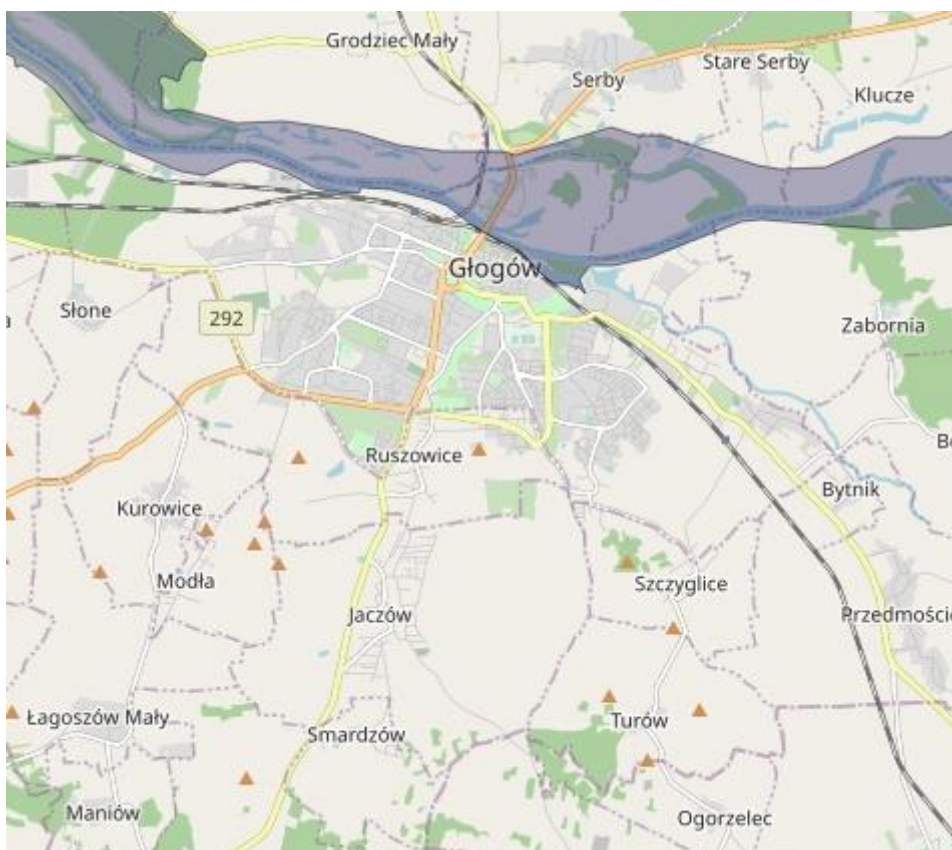 Grodziec Mały
Stare Serby
Serby
Klucze
Głogów
Słone
292
Zabornia
Ruszowice
Bytnik
Kurowice
Modła
Szczyglice
Jaczów
Przedmoście
Łagoszów Mały
Turów
Smardzów
Maniów
Ogorzelec